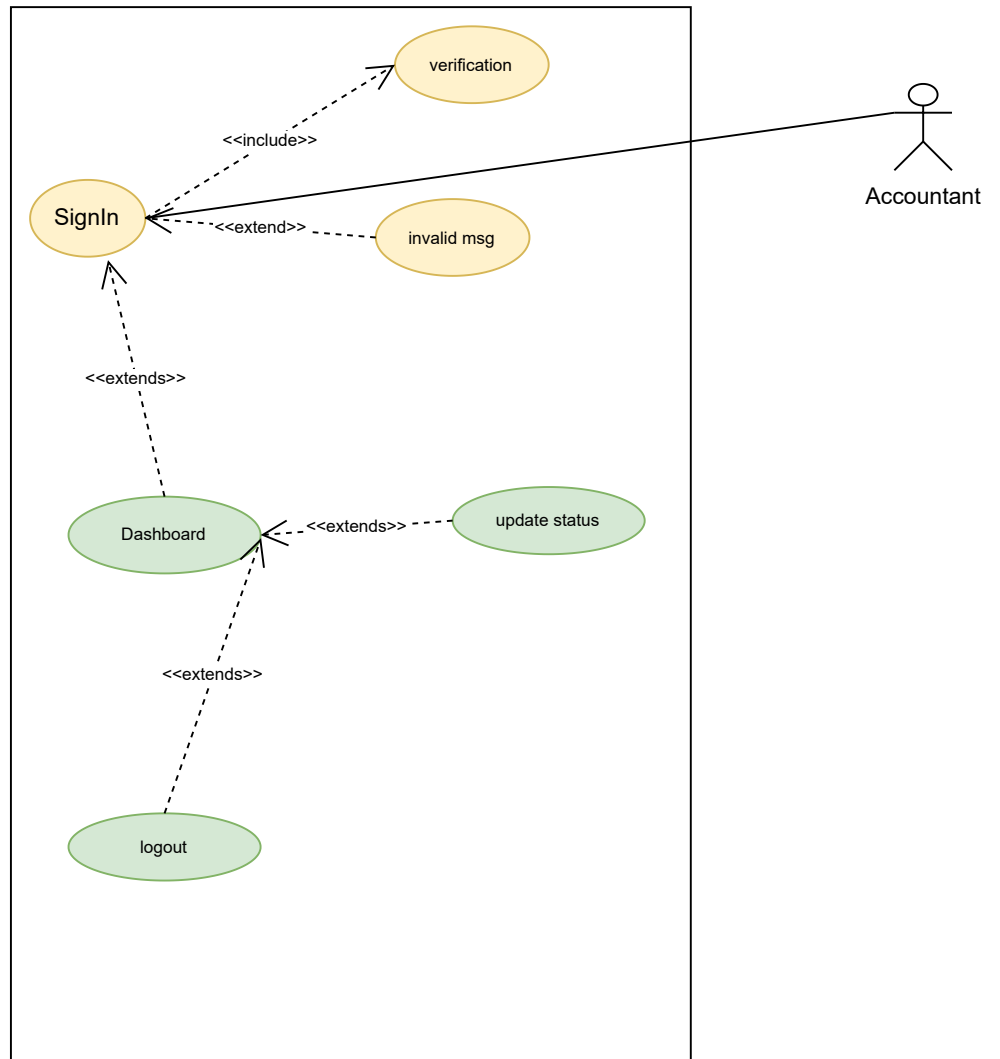 verification
<<include>>
Accountant
SignIn
<<extend>>
invalid msg
<<extends>>
Dashboard
<<extends>>
update status
<<extends>>
logout